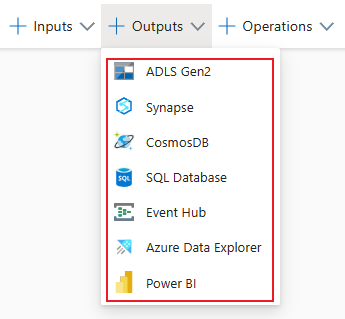 Inputs Outputs Operations
ADLS Gen2
Synapse
CosmosDB
SQL Database
Event Hub
Azure Data Explorer
Power BI